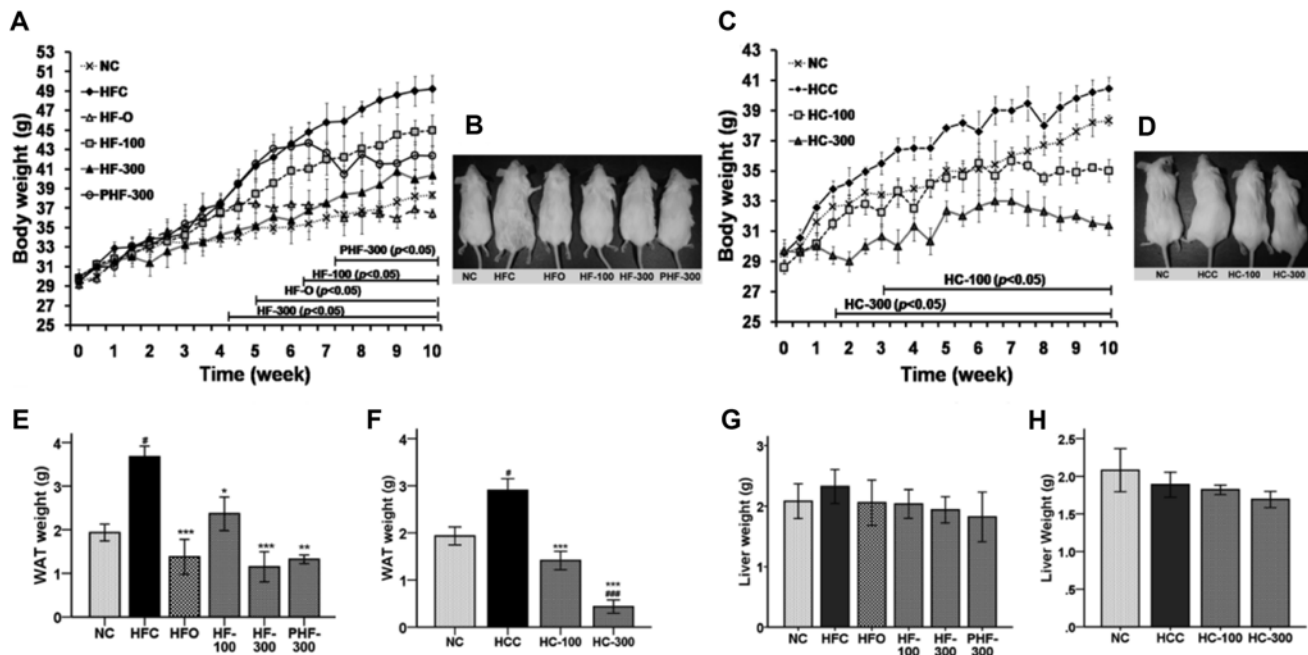 A
Body weight (g)
53
51
49
47
45
43
41
39
37
35
33
31
29
27
25
NC
HFC
HF-O
HF-100
HF-300
PHF-300
PHF-300 (p<0.05)
HF-100 (p<0.05)
HF-O (p<0.05)
HF-300 (p<0.05)
0 1 2 3 4 5 6 7 8 9 10
Time (week)
B
NC HFC HFO HF-100 HF-300 PHF-300
C
Body weight (g)
43
41
39
37
35
33
31
29
27
25
NC
HCC
HC-100
HC-300
HC-100 (p<0.05)
HC-300 (p<0.05)
0 1 2 3 4 5 6 7 8 9 10
Time (week)
D
NC HCC HC-100 HC-300
E
WAT weight (g)
4
3
2
1
0
#
***
*
***
**
NC HFC HFO HF-100 HF-300 PHF-300
F
WAT weight (g)
4
3
2
1
0
#
***
***
###
NC HCC HC-100 HC-300
G
Liver weight (g)
3
2
1
0
NC HFC HFO HF-100 HF-300 PHF-300
H
Liver Weight (g)
2.5
2.0
1.5
1.0
.5
.0
NC HCC HC-100 HC-300